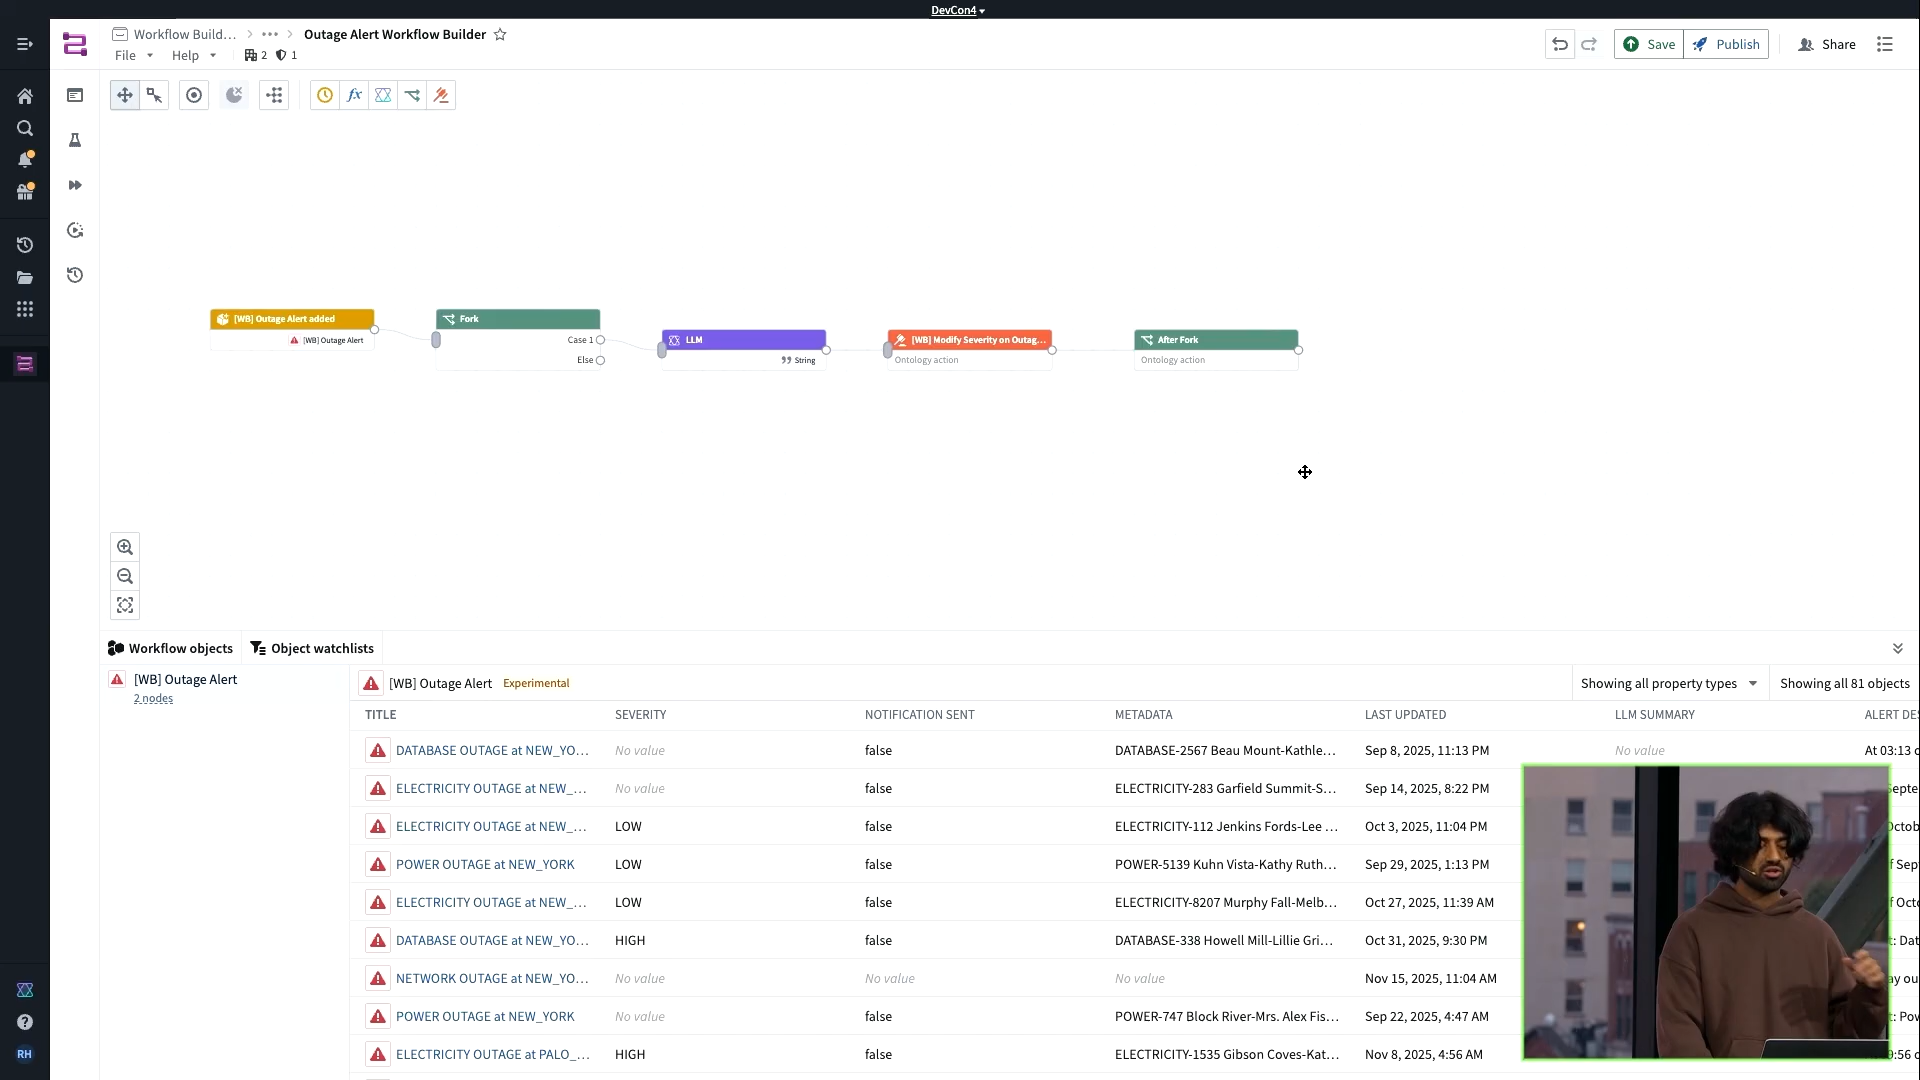 DevCon4
Workflow Build… > ··· > Outage Alert Workflow Builder
File Help 2 1
Save Publish Share
fx
[WB] Outage Alert added
[WB] Outage Alert
Fork
Case 1
Else
LLM
String
[WB] Modify Severity on Outag...
Ontology action
After Fork
Ontology action
Workflow objects Object watchlists
[WB] Outage Alert
2 nodes
[WB] Outage Alert Experimental Showing all property types Showing all 81 objects
TITLE SEVERITY NOTIFICATION SENT METADATA LAST UPDATED LLM SUMMARY ALERT DES
DATABASE OUTAGE at NEW_YO… No value false DATABASE-2567 Beau Mount-Kathle… Sep 8, 2025, 11:13 PM No value At 03:13 o
ELECTRICITY OUTAGE at NEW_… No value false ELECTRICITY-283 Garfield Summit-S… Sep 14, 2025, 8:22 PM
ELECTRICITY OUTAGE at NEW_… LOW false ELECTRICITY-112 Jenkins Fords-Lee … Oct 3, 2025, 11:04 PM
POWER OUTAGE at NEW_YORK LOW false POWER-5139 Kuhn Vista-Kathy Ruth… Sep 29, 2025, 1:13 PM
ELECTRICITY OUTAGE at NEW_… LOW false ELECTRICITY-8207 Murphy Fall-Melb… Oct 27, 2025, 11:39 AM
DATABASE OUTAGE at NEW_YO… HIGH false DATABASE-338 Howell Mill-Lillie Gri… Oct 31, 2025, 9:30 PM
NETWORK OUTAGE at NEW_YO… No value No value No value Nov 15, 2025, 11:04 AM
POWER OUTAGE at NEW_YORK No value false POWER-747 Block River-Mrs. Alex Fis… Sep 22, 2025, 4:47 AM
ELECTRICITY OUTAGE at PALO_… HIGH false ELECTRICITY-1535 Gibson Coves-Kat… Nov 8, 2025, 4:56 AM
RH